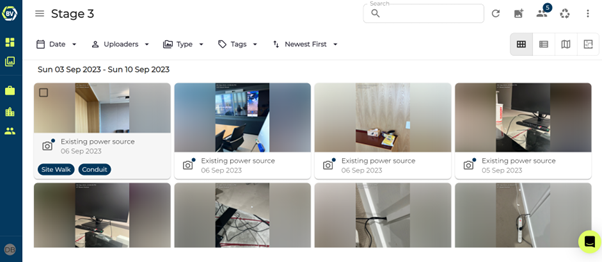 BV
Stage 3
Search
5
Date
Uploaders
Type
Tags
Newest First
Sun 03 Sep 2023 - Sun 10 Sep 2023
Existing power source
06 Sep 2023
Site Walk
Conduit
Existing power source
06 Sep 2023
Existing power source
06 Sep 2023
Existing power source
05 Sep 2023